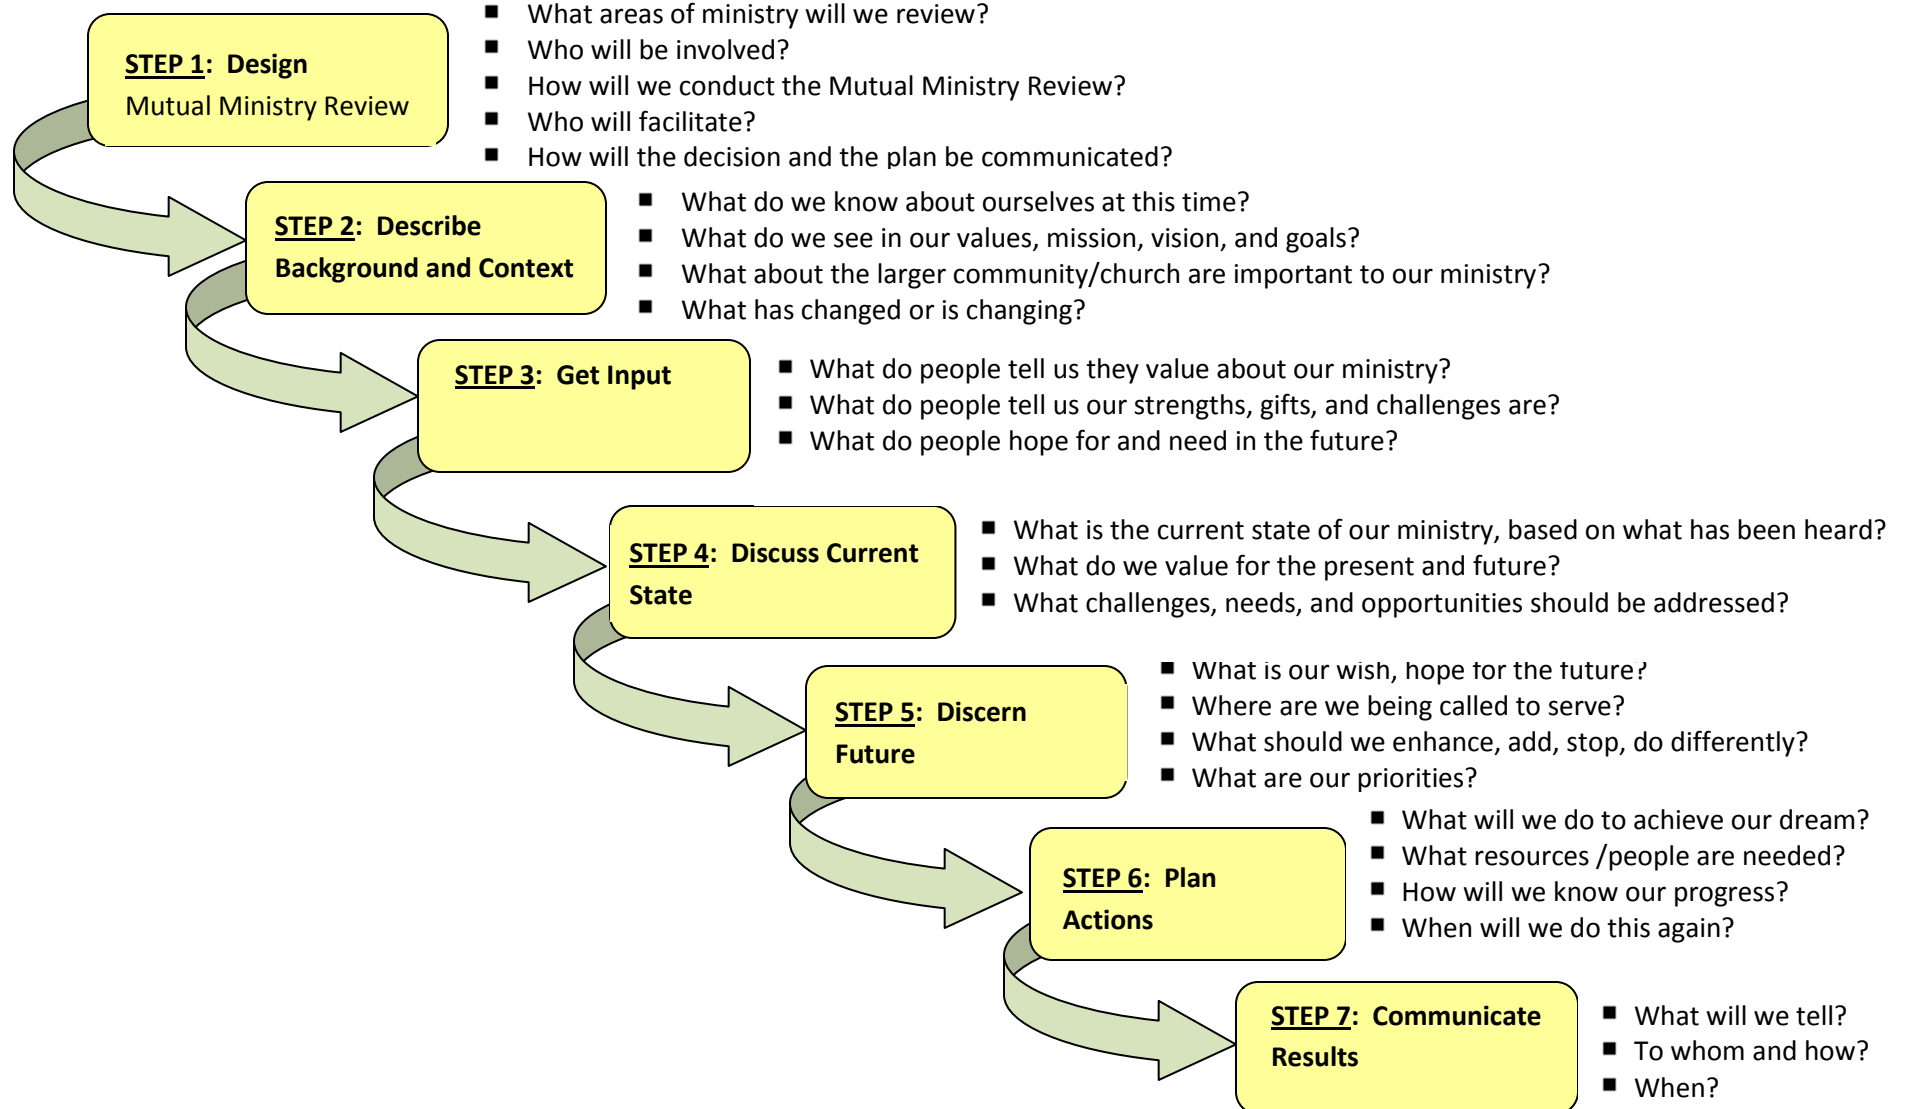 STEP 1: Design
Mutual Ministry Review
■ What areas of ministry will we review?
■ Who will be involved?
■ How will we conduct the Mutual Ministry Review?
■ Who will facilitate?
■ How will the decision and the plan be communicated?
STEP 2: Describe
Background and Context
■ What do we know about ourselves at this time?
■ What do we see in our values, mission, vision, and goals?
■ What about the larger community/church are important to our ministry?
■ What has changed or is changing?
STEP 3: Get Input
■ What do people tell us they value about our ministry?
■ What do people tell us our strengths, gifts, and challenges are?
■ What do people hope for and need in the future?
STEP 4: Discuss Current
State
■ What is the current state of our ministry, based on what has been heard?
■ What do we value for the present and future?
■ What challenges, needs, and opportunities should be addressed?
STEP 5: Discern
Future
■ What is our wish, hope for the future?
■ Where are we being called to serve?
■ What should we enhance, add, stop, do differently?
■ What are our priorities?
STEP 6: Plan
Actions
■ What will we do to achieve our dream?
■ What resources /people are needed?
■ How will we know our progress?
■ When will we do this again?
STEP 7: Communicate
Results
■ What will we tell?
■ To whom and how?
■ When?